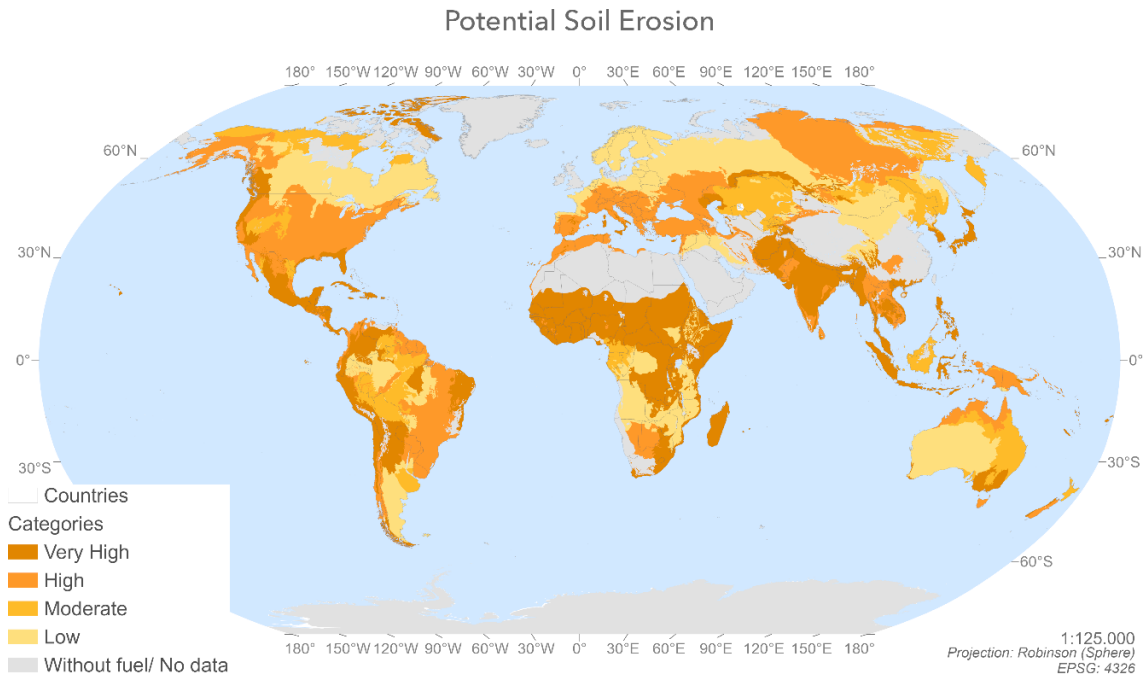 Potential Soil Erosion
180° 150°W 120°W 90°W 60°W 30°W 0° 30°E 60°E 90°E 120°E 150°E 180°
60°N 60°N
30°N 30°N
0° 0°
30°S 30°S
Countries
Categories
Very High
High
Moderate
Low
Without fuel/ No data
60°S
180° 150°W 120°W 90°W 60°W 30°W 0° 30°E 60°E 90°E 120°E 150°E 180°
1:125.000
Projection: Robinson (Sphere)
EPSG: 4326